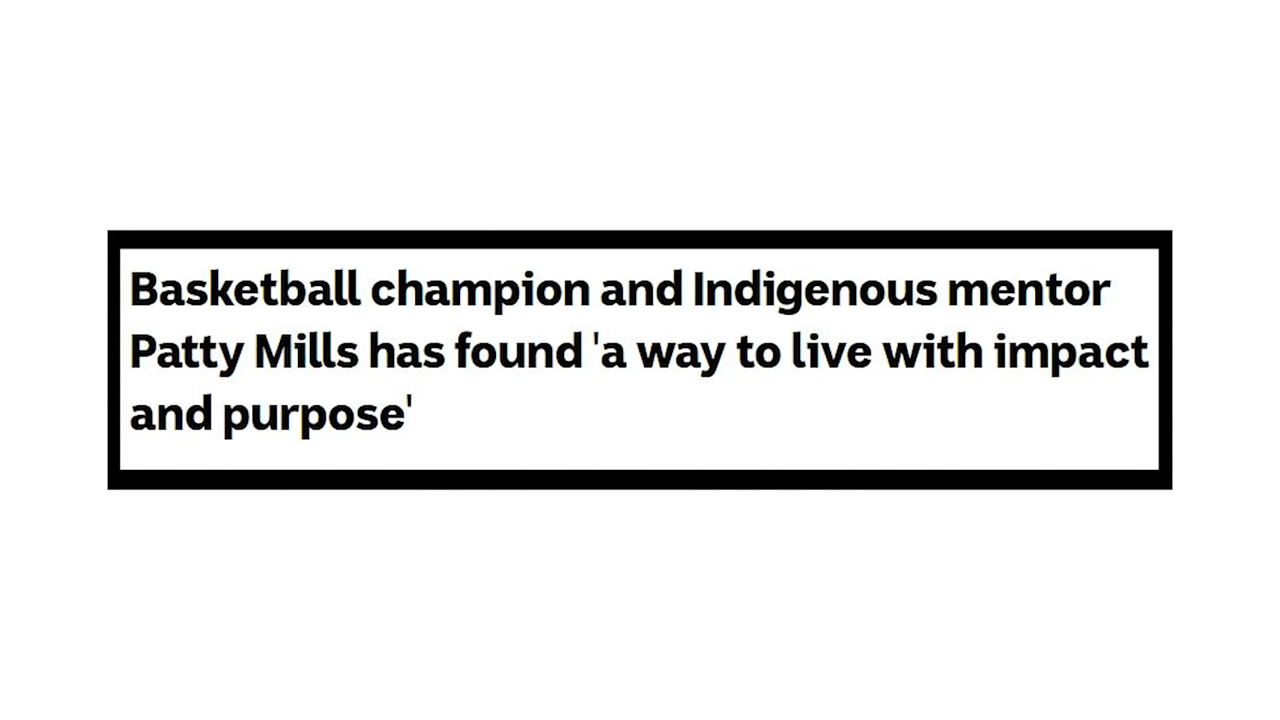 Basketball champion and Indigenous mentor
Patty Mills has found 'a way to live with impact
and purpose'